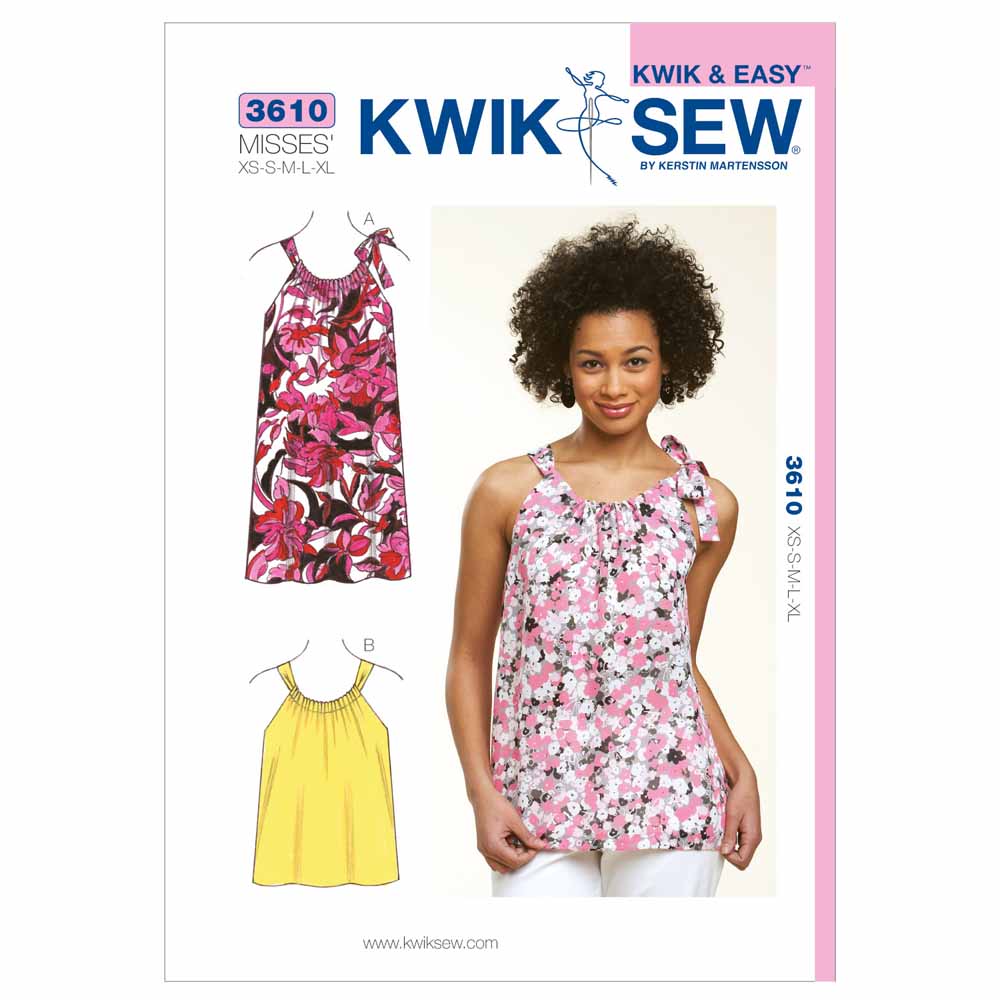 KWIK & EASY™
3610
KWIK SEW®
MISSES'
XS-S-M-L-XL
BY KERSTIN MARTENSSON
A
B
3610 XS-S-M-L-XL
www.kwiksew.com